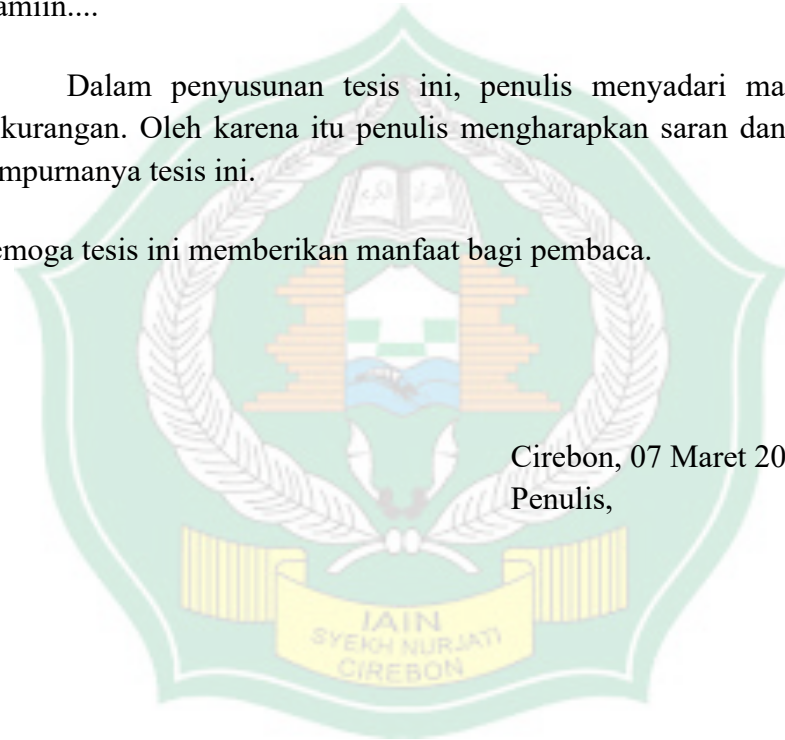 amiin....
Dalam penyusunan tesis ini, penulis menyadari ma
kurangan. Oleh karena itu penulis mengharapkan saran dan
mpurnanya tesis ini.
emoga tesis ini memberikan manfaat bagi pembaca.
Cirebon, 07 Maret 20
Penulis,
IAIN
SYEKH NURJATI
CIREBON